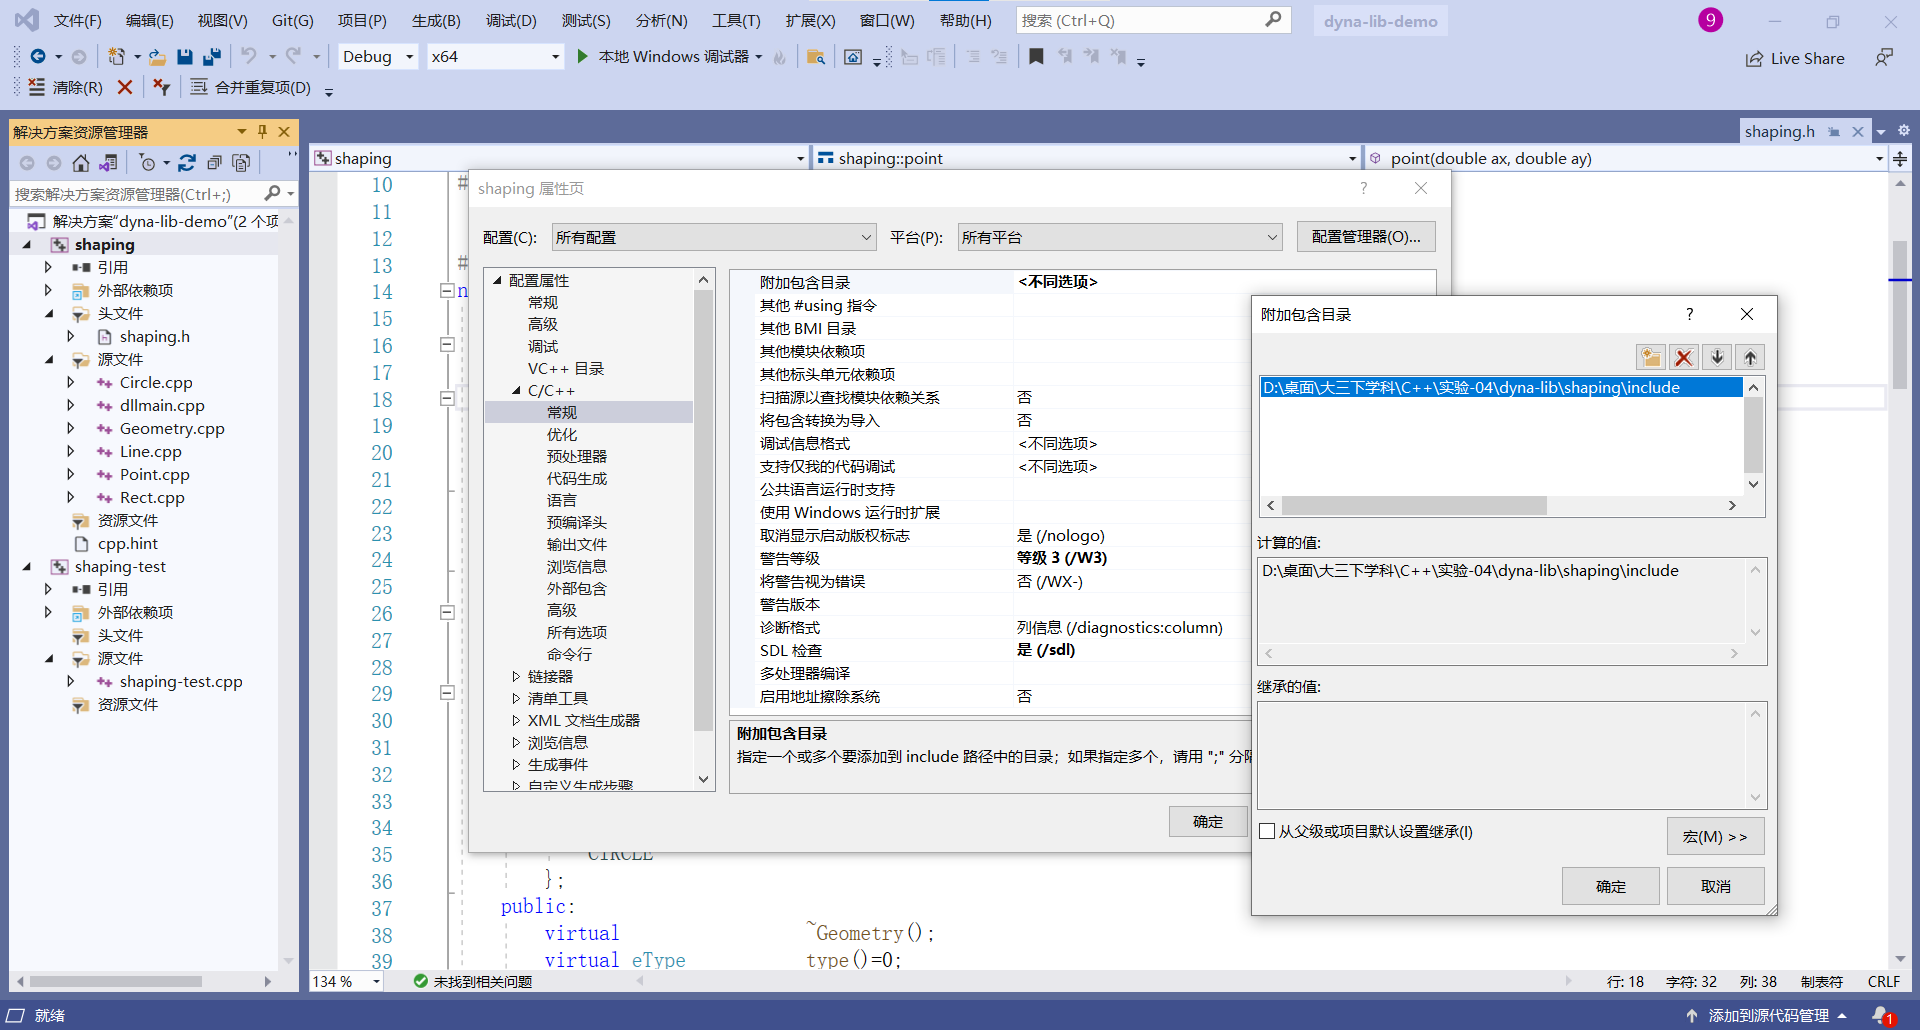 文件(F) 编辑(E) 视图(V) Git(G) 项目(P) 生成(B) 调试(D) 测试(S) 分析(N) 工具(T) 扩展(X) 窗口(W) 帮助(H) 搜索 (Ctrl+Q) dyna-lib-demo 9
Debug x64 本地 Windows 调试器 Live Share
清除(R) 合并重复项(D)
解决方案资源管理器
搜索解决方案资源管理器(Ctrl+;)
解决方案"dyna-lib-demo"(2 个项
shaping
引用
外部依赖项
头文件
shaping.h
源文件
Circle.cpp
dllmain.cpp
Geometry.cpp
Line.cpp
Point.cpp
Rect.cpp
资源文件
cpp.hint
shaping-test
引用
外部依赖项
头文件
源文件
shaping-test.cpp
资源文件
shaping.h
shaping shaping::point point(double ax, double ay)
10 #
11
12
13 #
14 n
15
16
17
18
19
20
21
22
23
24
25
26
27
28
29
30
31
32
33
34
35 CIRCLE
36 };
37 public:
38 virtual ~Geometry();
39 virtual eType type()=0;
shaping 属性页 ?
配置(C): 所有配置 平台(P): 所有平台 配置管理器(O)...
配置属性
常规
高级
调试
VC++ 目录
C/C++
常规
优化
预处理器
代码生成
语言
预编译头
输出文件
浏览信息
外部包含
高级
所有选项
命令行
链接器
清单工具
XML 文档生成器
浏览信息
生成事件
自定义生成步骤
附加包含目录 <不同选项>
其他 #using 指令
其他 BMI 目录
其他模块依赖项
其他标头单元依赖项
扫描源以查找模块依赖关系 否
将包含转换为导入 否
调试信息格式 <不同选项>
支持仅我的代码调试 <不同选项>
公共语言运行时支持
使用 Windows 运行时扩展
取消显示启动版权标志 是 (/nologo)
警告等级 等级 3 (/W3)
将警告视为错误 否 (/WX-)
警告版本
诊断格式 列信息 (/diagnostics:column)
SDL 检查 是 (/sdl)
多处理器编译
启用地址擦除系统 否
附加包含目录
指定一个或多个要添加到 include 路径中的目录；如果指定多个，请用 ";" 分隔
确定
附加包含目录 ?
D:\桌面\大三下学科\C++\实验-04\dyna-lib\shaping\include
计算的值:
D:\桌面\大三下学科\C++\实验-04\dyna-lib\shaping\include
继承的值:
从父级或项目默认设置继承(I)
宏(M) >>
确定 取消
134 % 未找到相关问题 行: 18 字符: 32 列: 38 制表符 CRLF
就绪 添加到源代码管理 1